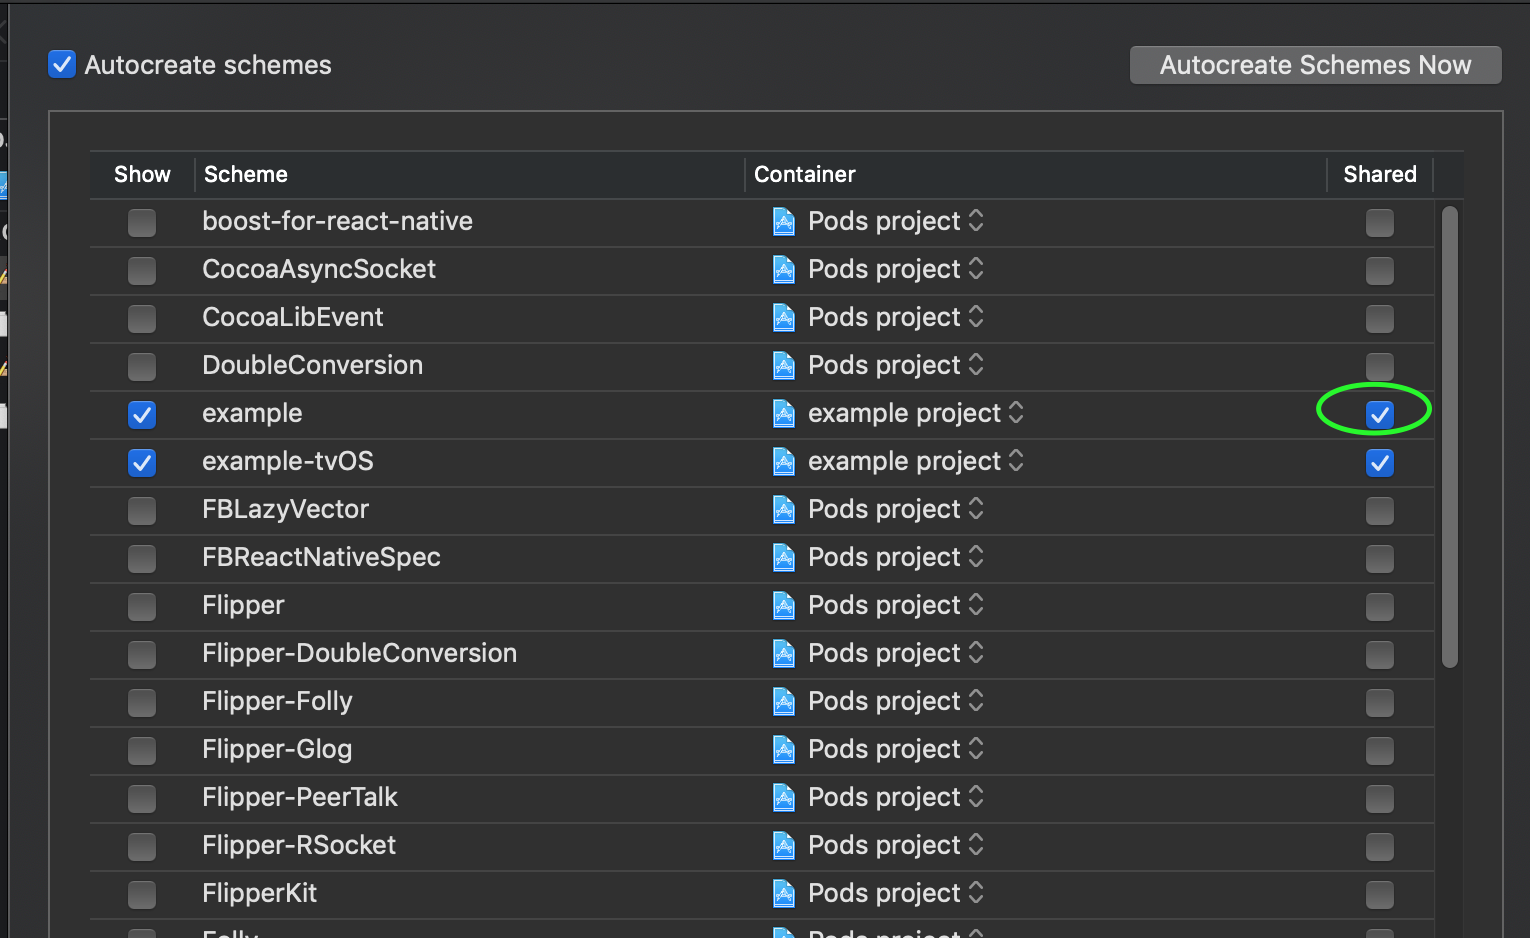 Autocreate schemes Autocreate Schemes Now
Show Scheme Container Shared
boost-for-react-native Pods project
CocoaAsyncSocket Pods project
CocoaLibEvent Pods project
DoubleConversion Pods project
example example project
example-tvOS example project
FBLazyVector Pods project
FBReactNativeSpec Pods project
Flipper Pods project
Flipper-DoubleConversion Pods project
Flipper-Folly Pods project
Flipper-Glog Pods project
Flipper-PeerTalk Pods project
Flipper-RSocket Pods project
FlipperKit Pods project
Folly Pods project